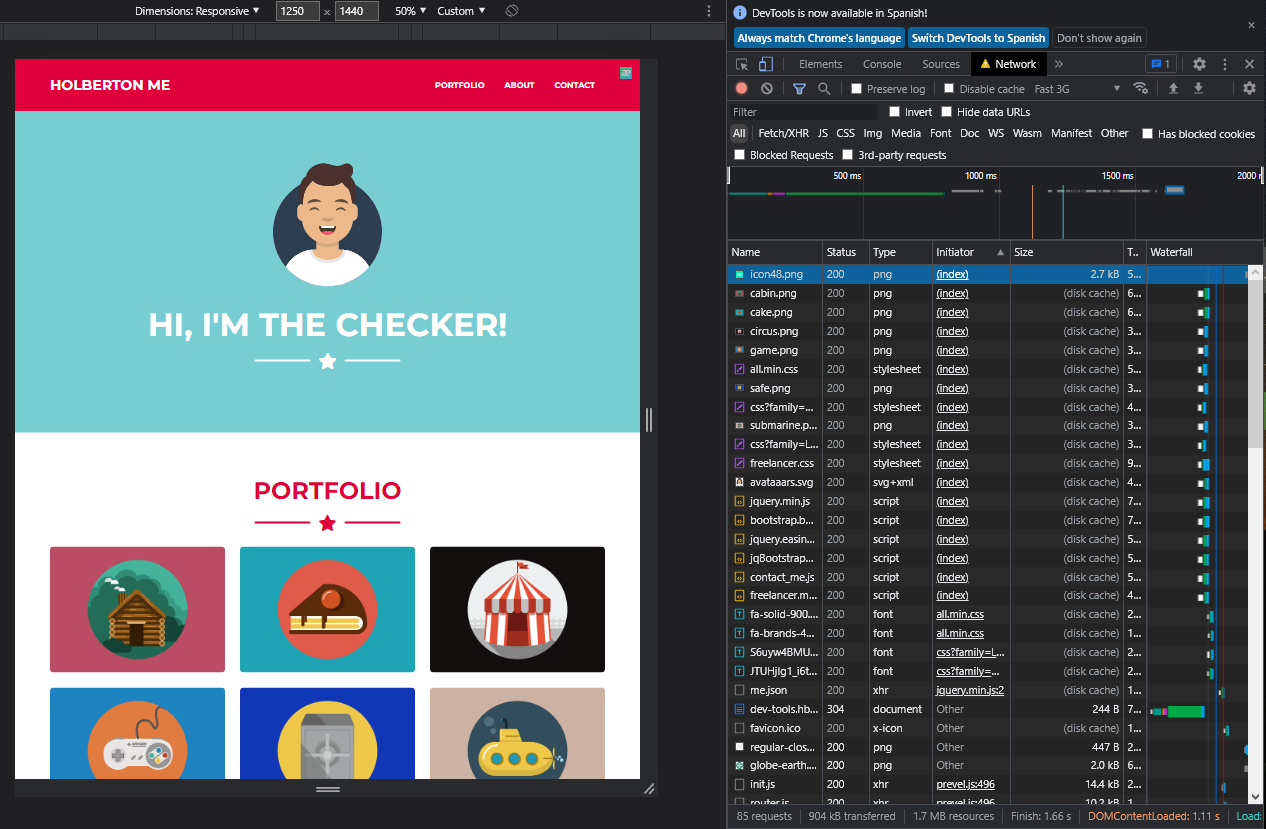 Dimensions: Responsive ▼ 1250 × 1440 50% ▼ Custom ▼
HOLBERTON ME
PORTFOLIO ABOUT CONTACT
æ
HI, I'M THE CHECKER!
PORTFOLIO
DevTools is now available in Spanish!
Always match Chrome's language Switch DevTools to Spanish Don't show again
Elements Console Sources Network 1
Preserve log Disable cache Fast 3G ▼
Filter Invert Hide data URLs
All Fetch/XHR JS CSS Img Media Font Doc WS Wasm Manifest Other Has blocked cookies
Blocked Requests 3rd-party requests
500 ms 1000 ms 1500 ms 2000
Name Status Type Initiator Size T.. Waterfall
icon48.png 200 png (index) 2.7 kB 5...
cabin.png 200 png (index) (disk cache) 6...
cake.png 200 png (index) (disk cache) 6...
circus.png 200 png (index) (disk cache) 3...
game.png 200 png (index) (disk cache) 3...
all.min.css 200 stylesheet (index) (disk cache) 5...
safe.png 200 png (index) (disk cache) 3...
css?family=... 200 stylesheet (index) (disk cache) 4...
submarine.p... 200 png (index) (disk cache) 3...
css?family=L... 200 stylesheet (index) (disk cache) 3...
freelancer.css 200 stylesheet (index) (disk cache) 9...
avataaars.svg 200 svg+xml (index) (disk cache) 4...
jquery.min.js 200 script (index) (disk cache) 7...
bootstrap.b... 200 script (index) (disk cache) 7...
jquery.easin... 200 script (index) (disk cache) 5...
jqBootstrap... 200 script (index) (disk cache) 5...
contact_me.js 200 script (index) (disk cache) 5...
freelancer.m... 200 script (index) (disk cache) 4...
fa-solid-900.... 200 font all.min.css (disk cache) 2...
fa-brands-4... 200 font all.min.css (disk cache) 1...
S6uyw4BMU... 200 font css?family=L... (disk cache) 2...
JTUHjIg1_i6t... 200 font css?family=... (disk cache) 2...
me.json 200 xhr jquery.min.js:2 (disk cache) 1...
dev-tools.hb... 304 document Other 244 B 7...
favicon.ico 200 x-icon Other (disk cache) 1...
regular-clos... 200 png Other 447 B 2...
globe-earth.... 200 png Other 2.0 kB 6...
init.js 200 xhr prevel.js:496 14.4 kB 2...
router.js 200 xhr prevel.js:496 10.2 kB 1...
85 requests 904 kB transferred 1.7 MB resources Finish: 1.66 s DOMContentLoaded: 1.11 s Load: